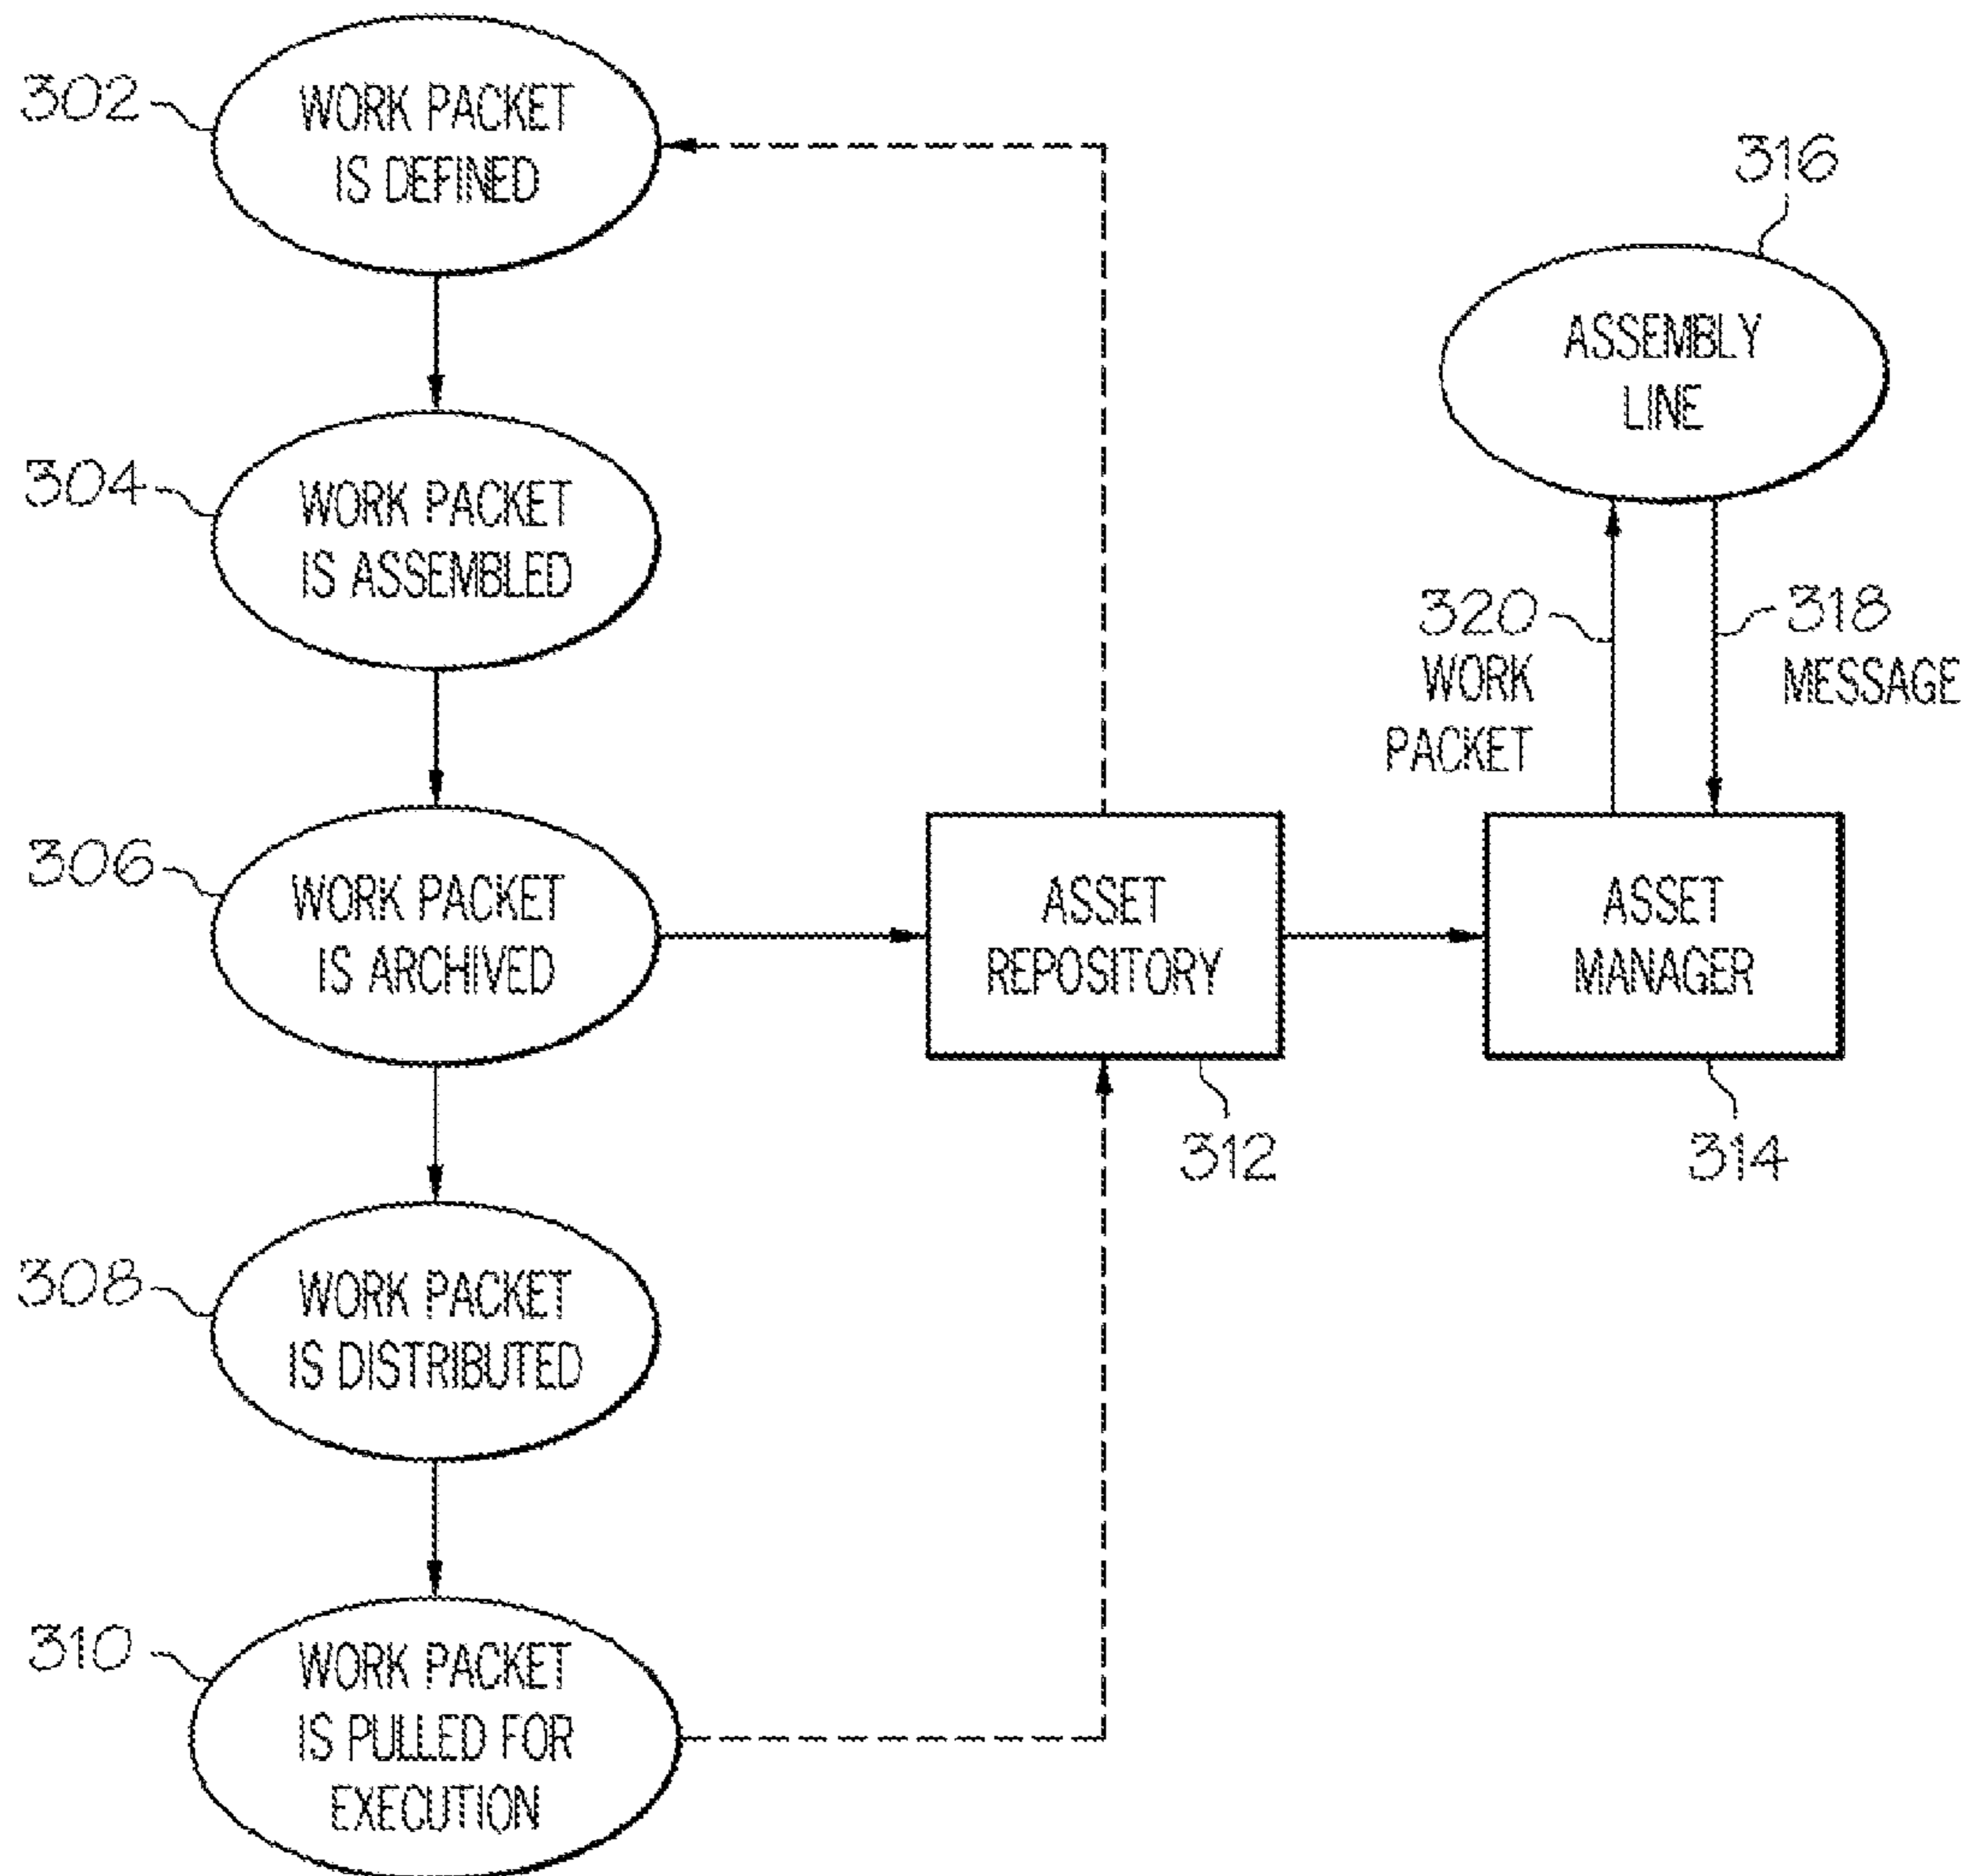 302
WORK PACKET
IS DEFINED
304
WORK PACKET
IS ASSEMBLED
306
WORK PACKET
IS ARCHIVED
308
WORK PACKET
IS DISTRIBUTED
310
WORK PACKET
IS PULLED FOR
EXECUTION
ASSET
REPOSITORY
312
316
ASSEMBLY
LINE
320
WORK
PACKET
318
MESSAGE
ASSET
MANAGER
314